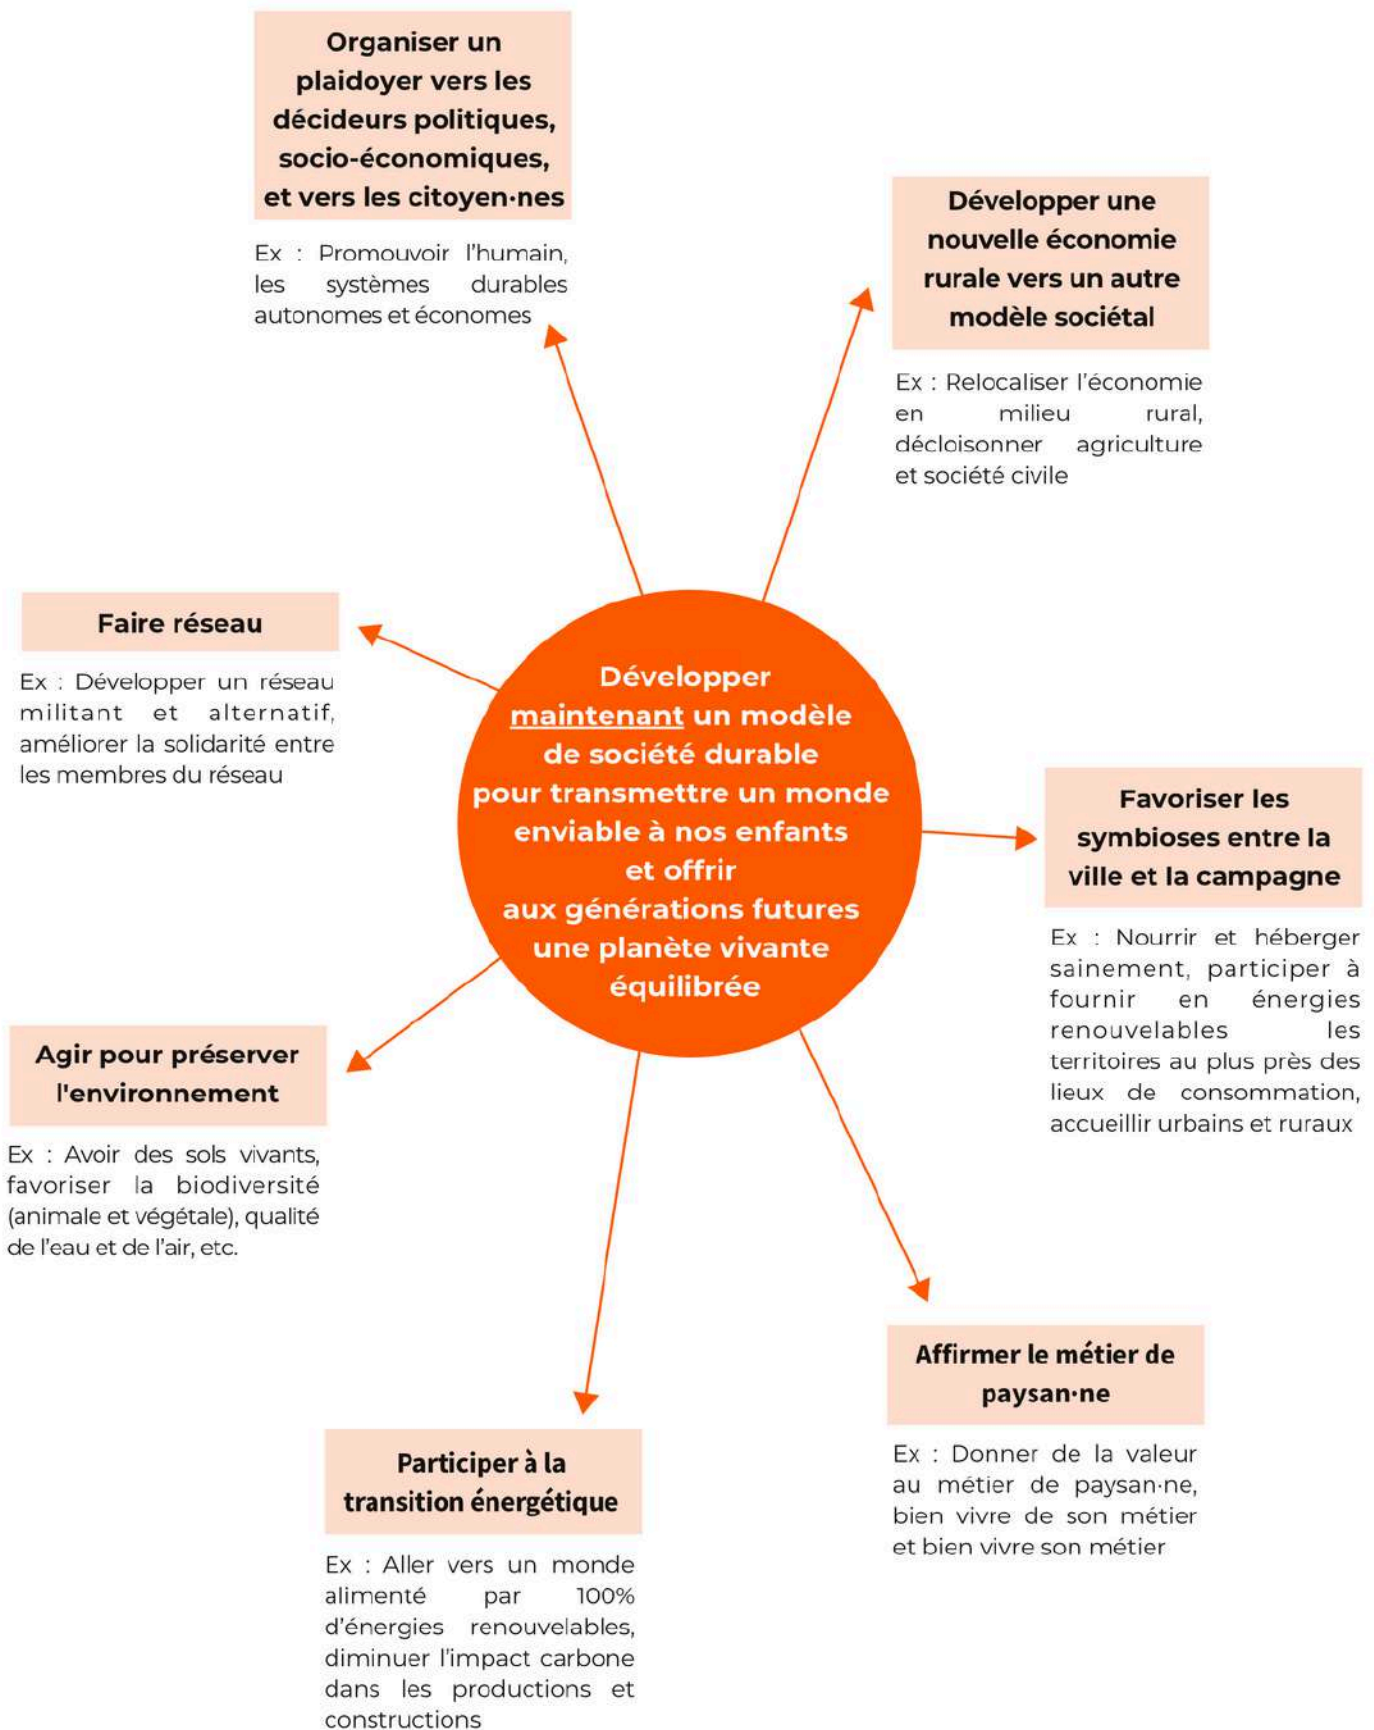 Organiser un
plaidoyer vers les
décideurs politiques,
socio-économiques,
et vers les citoyen·nes
Ex : Promouvoir l'humain,
les systèmes durables
autonomes et économes
Développer une
nouvelle économie
rurale vers un autre
modèle sociétal
Ex : Relocaliser l'économie
en milieu rural,
décloisonner agriculture
et société civile
Faire réseau
Ex : Développer un réseau
militant et alternatif,
améliorer la solidarité entre
les membres du réseau
Développer
maintenant un modèle
de société durable
pour transmettre un monde
enviable à nos enfants
et offrir
aux générations futures
une planète vivante
équilibrée
Favoriser les
symbioses entre la
ville et la campagne
Ex : Nourrir et héberger
sainement, participer à
fournir en énergies
renouvelables les
territoires au plus près des
lieux de consommation,
accueillir urbains et ruraux
Agir pour préserver
l'environnement
Ex : Avoir des sols vivants,
favoriser la biodiversité
(animale et végétale), qualité
de l'eau et de l'air, etc.
Affirmer le métier de
paysan·ne
Ex : Donner de la valeur
au métier de paysan·ne,
bien vivre de son métier
et bien vivre son métier
Participer à la
transition énergétique
Ex : Aller vers un monde
alimenté par 100%
d'énergies renouvelables,
diminuer l'impact carbone
dans les productions et
constructions